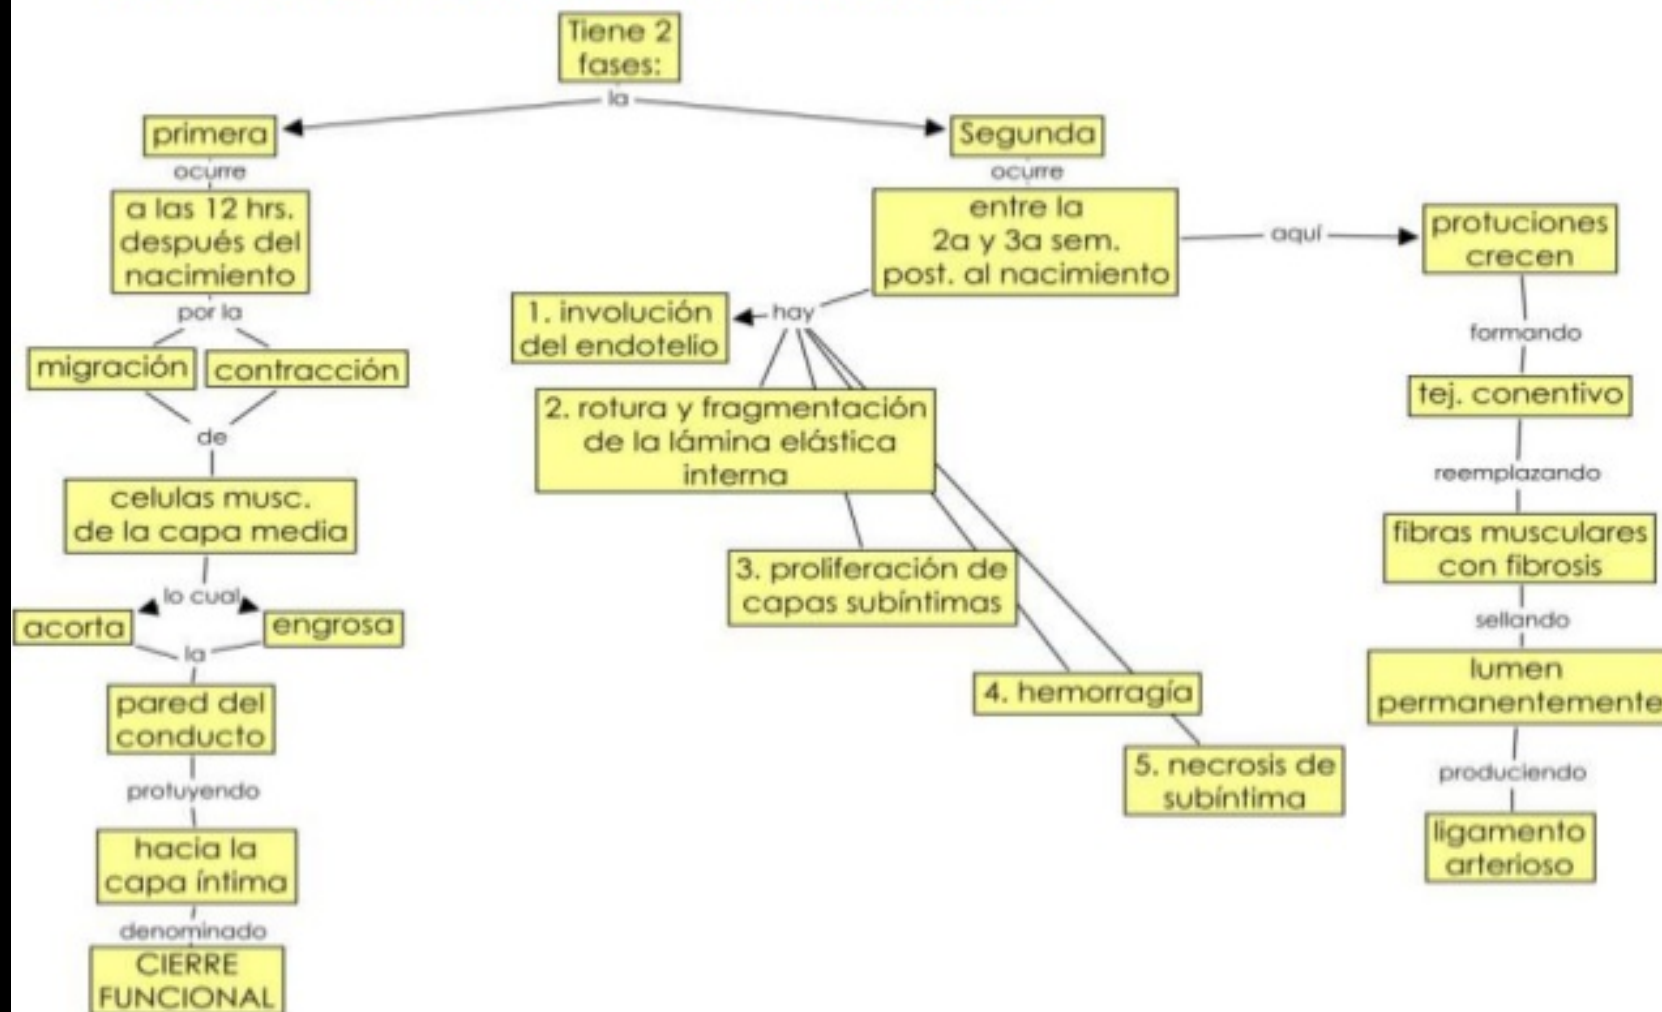 Tiene 2
fases:
la
primera
ocurre
a las 12 hrs.
después del
nacimiento
por la
migración
contracción
de
celulas musc.
de la capa media
lo cual
acorta
engrosa
la
pared del
conducto
protuyendo
hacia la
capa íntima
denominado
CIERRE
FUNCIONAL
Segunda
ocurre
entre la
2a y 3a sem.
post. al nacimiento
hay
1. involución
del endotelio
2. rotura y fragmentación
de la lámina elástica
interna
3. proliferación de
capas subíntimas
4. hemorragía
5. necrosis de
subíntima
aquí
protuciones
crecen
formando
tej. conentivo
reemplazando
fibras musculares
con fibrosis
sellando
lumen
permanentemente
produciendo
ligamento
arterioso